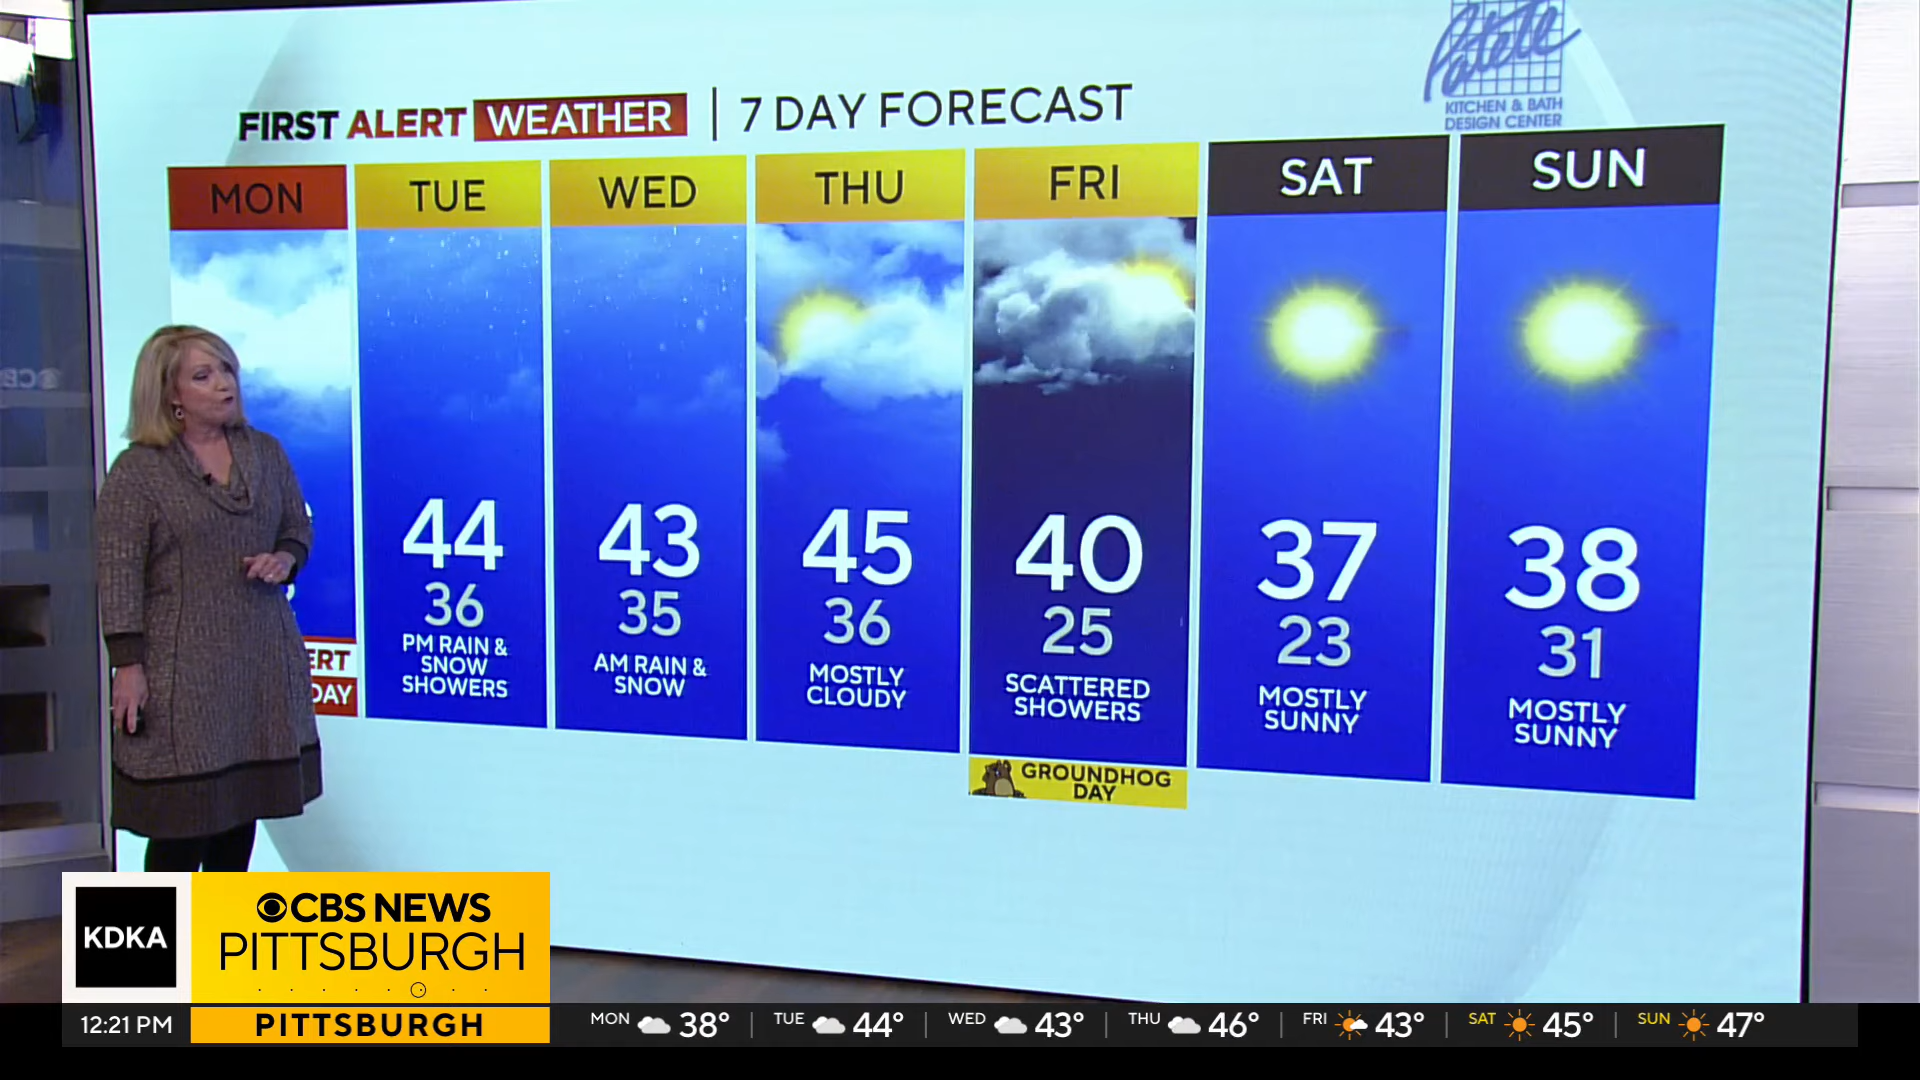 Patete
KITCHEN & BATH
DESIGN CENTER
FIRST ALERT WEATHER | 7 DAY FORECAST
MON
TUE
WED
THU
FRI
SAT
SUN
44
36
PM RAIN &
SNOW
SHOWERS
43
35
AM RAIN &
SNOW
45
36
MOSTLY
CLOUDY
40
25
SCATTERED
SHOWERS
37
23
MOSTLY
SUNNY
38
31
MOSTLY
SUNNY
ERT
DAY
GROUNDHOG
DAY
KDKA
CBS NEWS
PITTSBURGH
12:21 PM
PITTSBURGH
MON 38° | TUE 44° | WED 43° | THU 46° | FRI 43° | SAT 45° | SUN 47°